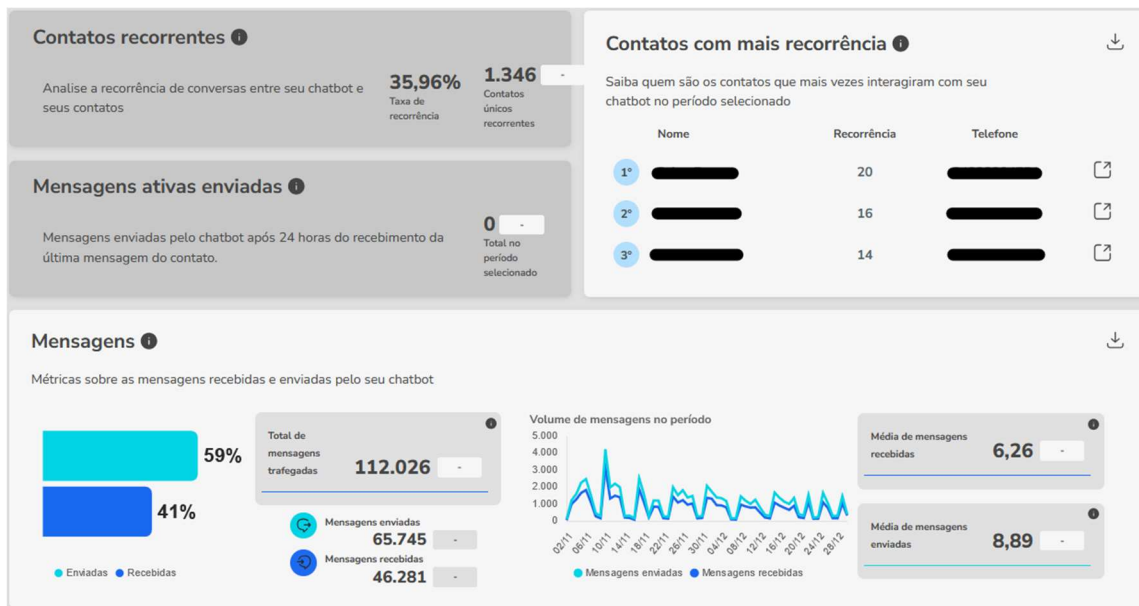 Contatos recorrentes
Analise a recorrência de conversas entre seu chatbot e
seus contatos
35,96%
Taxa de
recorrência
1.346 -
Contatos
únicos
recorrentes
Mensagens ativas enviadas
Mensagens enviadas pelo chatbot após 24 horas do recebimento da
última mensagem do contato.
0 -
Total no
período
selecionado
Contatos com mais recorrência
Saiba quem são os contatos que mais vezes interagiram com seu
chatbot no período selecionado
Nome Recorrência Telefone
1° 20
2° 16
3° 14
Mensagens
Métricas sobre as mensagens recebidas e enviadas pelo seu chatbot
59%
41%
Enviadas Recebidas
Total de
mensagens
trafegadas
112.026 -
Mensagens enviadas
65.745 -
Mensagens recebidas
46.281 -
Volume de mensagens no período
5.000
4.000
3.000
2.000
1.000
0
02/11 06/11 10/11 14/11 18/11 22/11 26/11 30/11 04/12 08/12 12/12 16/12 20/12 24/12 28/12
Mensagens enviadas Mensagens recebidas
Média de mensagens
recebidas
6,26 -
Média de mensagens
enviadas
8,89 -